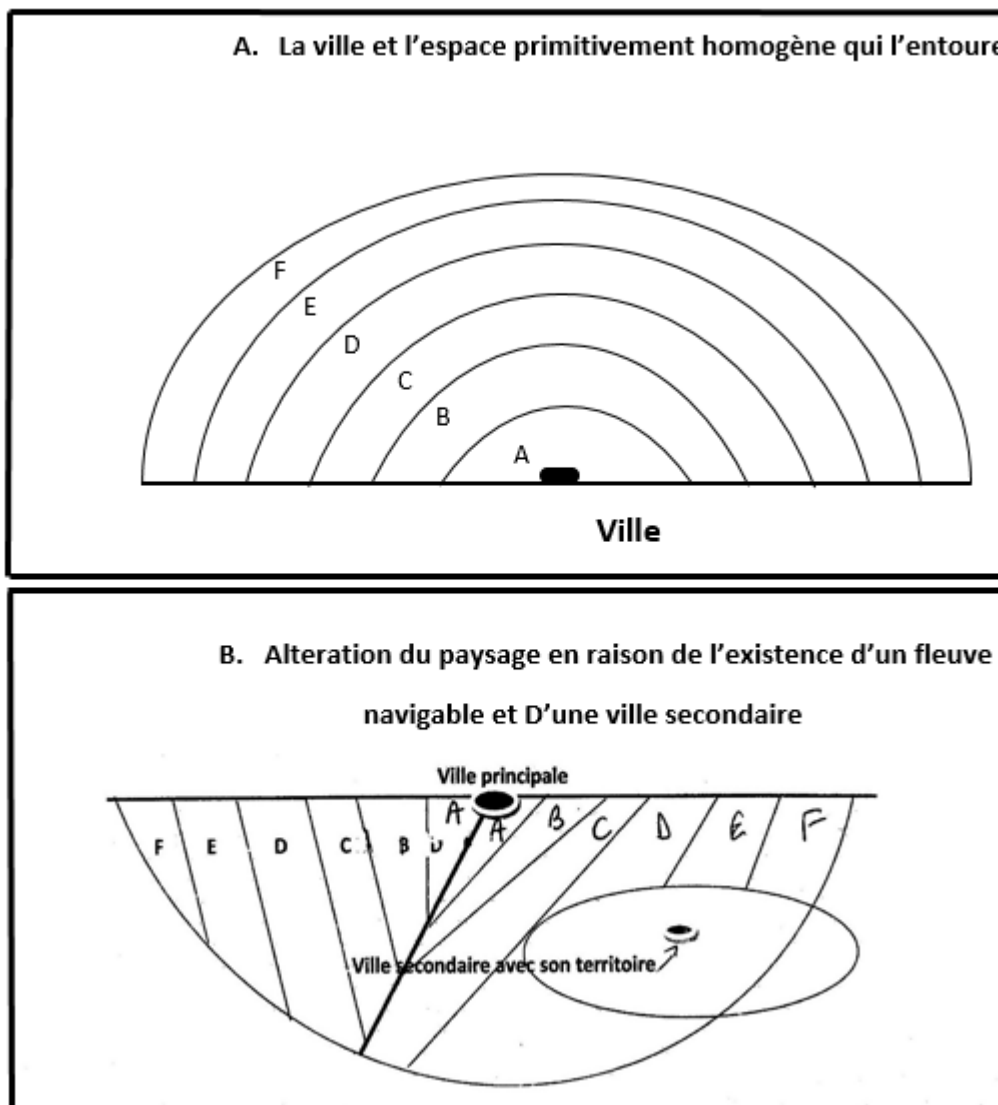 A. La ville et l'espace primitivement homogène qui l'entoure
F
E
D
C
B
A
Ville
B. Alteration du paysage en raison de l'existence d'un fleuve
navigable et D'une ville secondaire
Ville principale
A A B C D E F
F E D C B
Ville secondaire avec son territoire